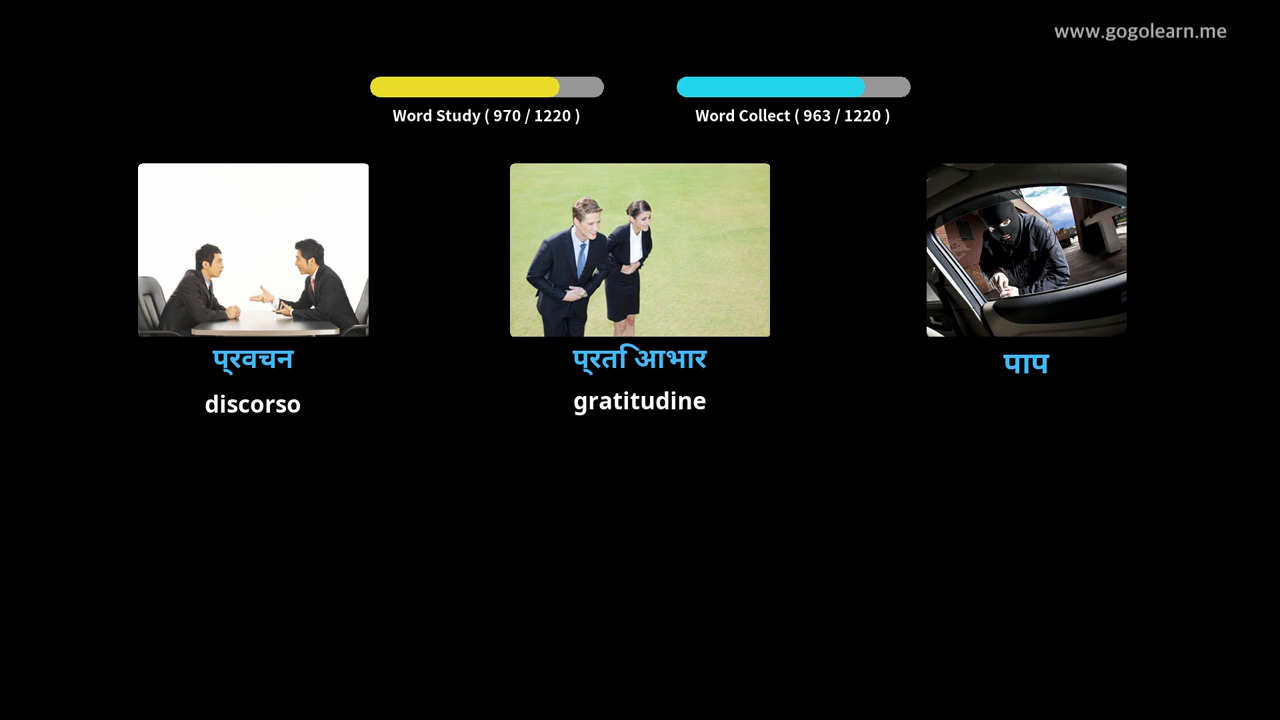 www.gogolearn.me
Word Study ( 970 / 1220 )
Word Collect ( 963 / 1220 )
प्रवचन
प्रति आभार
पाप
discorso
gratitudine